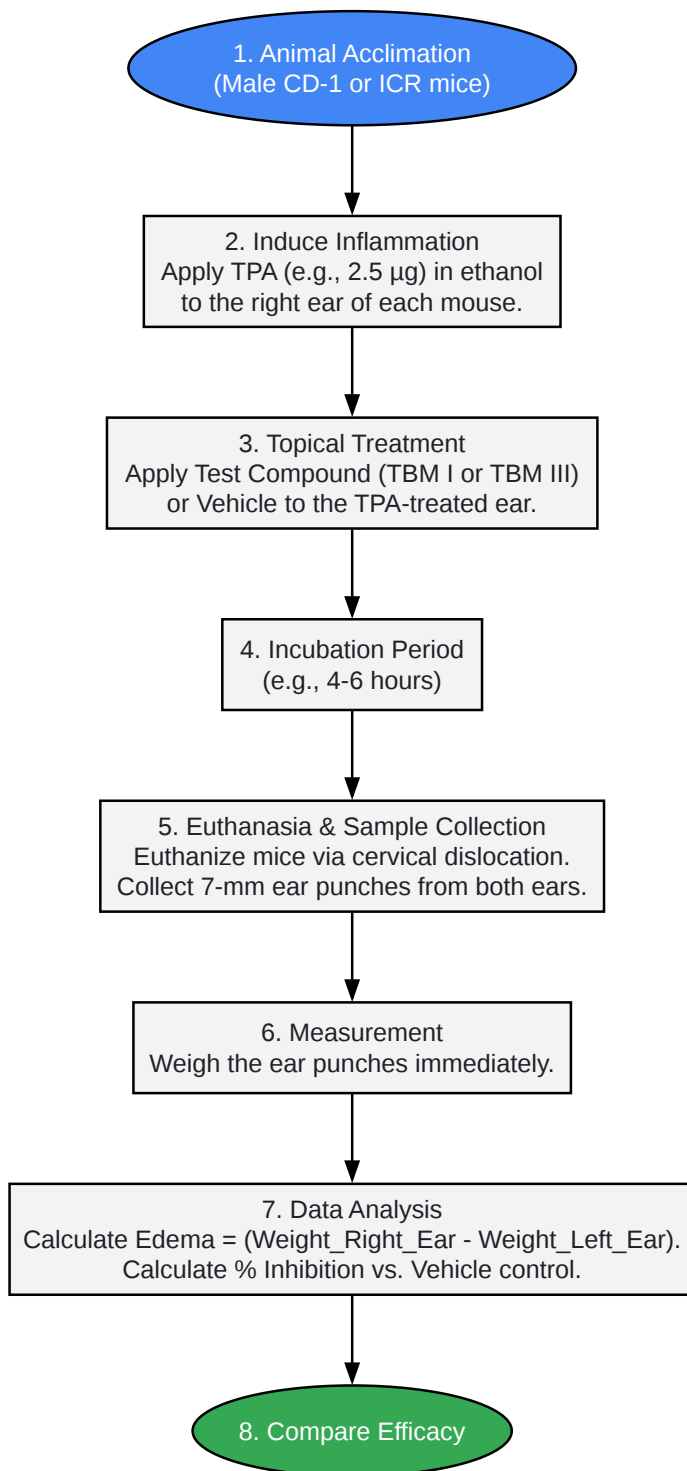 1. Animal Acclimation
(Male CD-1 or ICR mice)
2. Induce Inflammation
Apply TPA (e.g., 2.5 µg) in ethanol
to the right ear of each mouse.
3. Topical Treatment
Apply Test Compound (TBM I or TBM III)
or Vehicle to the TPA-treated ear.
4. Incubation Period
(e.g., 4-6 hours)
5. Euthanasia & Sample Collection
Euthanize mice via cervical dislocation.
Collect 7-mm ear punches from both ears.
6. Measurement
Weigh the ear punches immediately.
7. Data Analysis
Calculate Edema = (Weight_Right_Ear - Weight_Left_Ear).
Calculate % Inhibition vs. Vehicle control.
8. Compare Efficacy